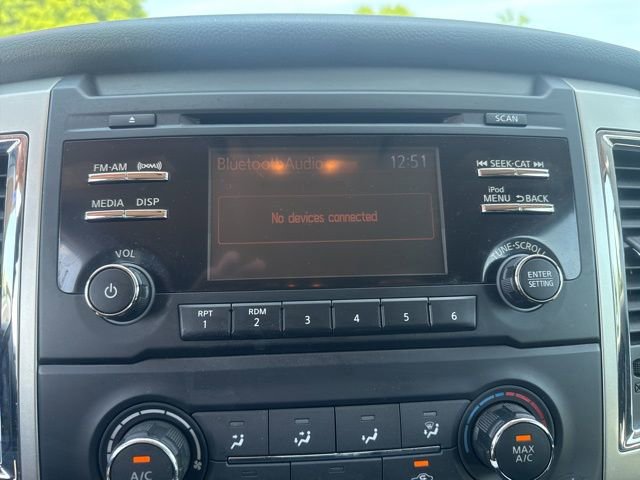 SCAN
FM·AM SEEK·CAT
Bluetooth Audio 12:51
iPod
MEDIA DISP MENU BACK
No devices connected
VOL TUNE·SCROLL
ENTER
SETTING
RPT RDM
1 2 3 4 5 6
A/C
MAX
A/C